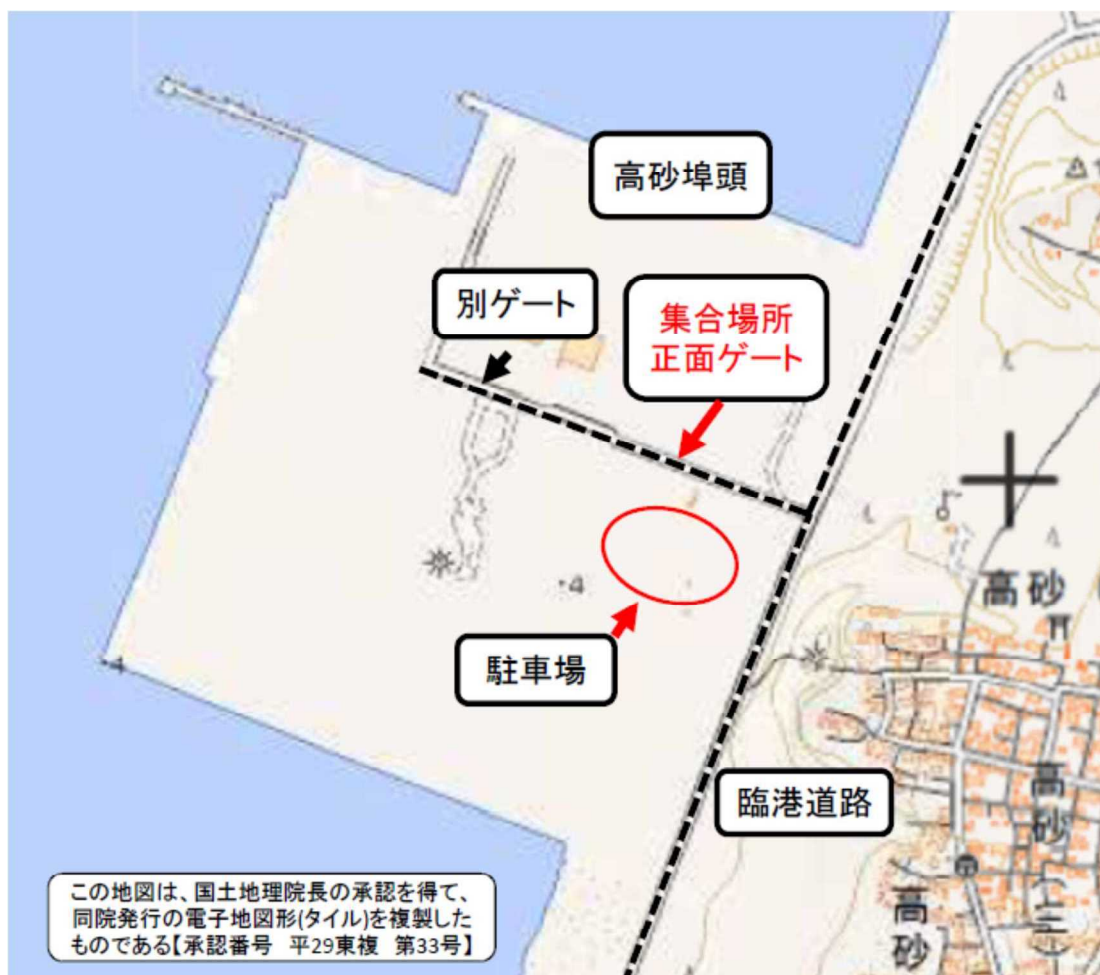 高砂埠頭
別ゲート
集合場所
正面ゲート
・4
高砂
駐車場
臨港道路
高砂
高砂
この地図は、国土地理院長の承認を得て、
同院発行の電子地図形(タイル)を複製した
ものである【承認番号　平29東複　第33号】